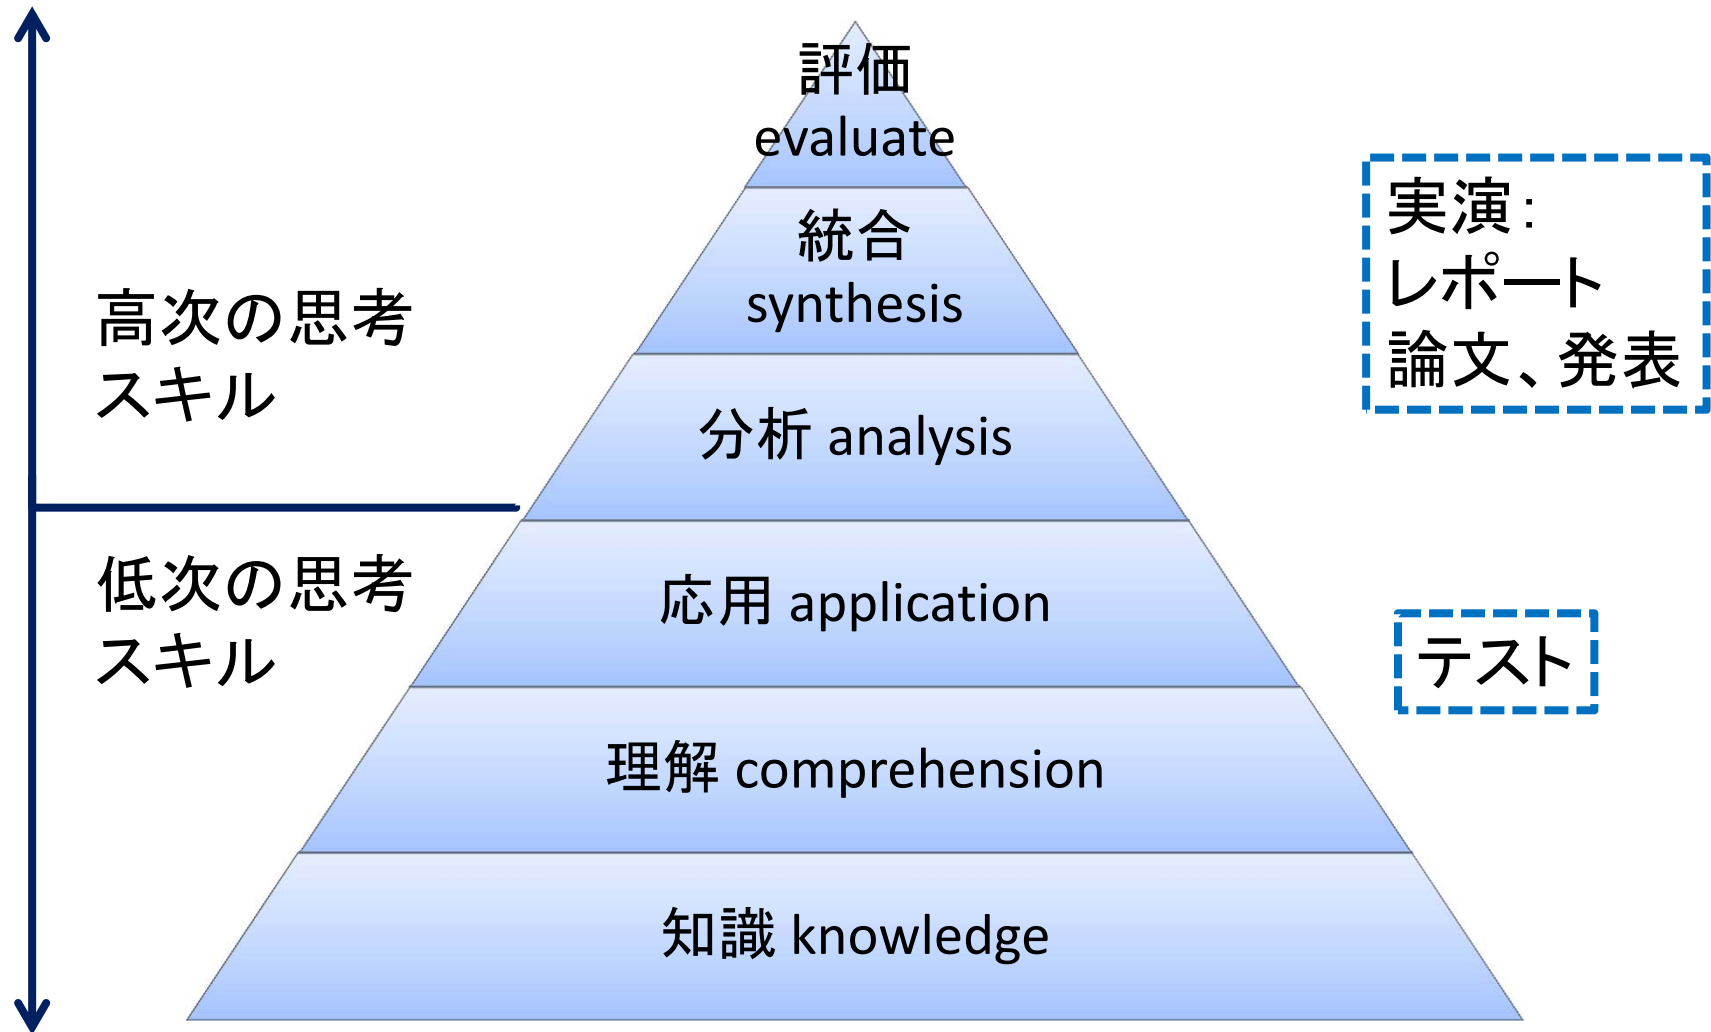 評価
evaluate
統合
synthesis
分析 analysis
応用 application
理解 comprehension
知識 knowledge
高次の思考
スキル
低次の思考
スキル
実演：
レポート
論文、発表
テスト